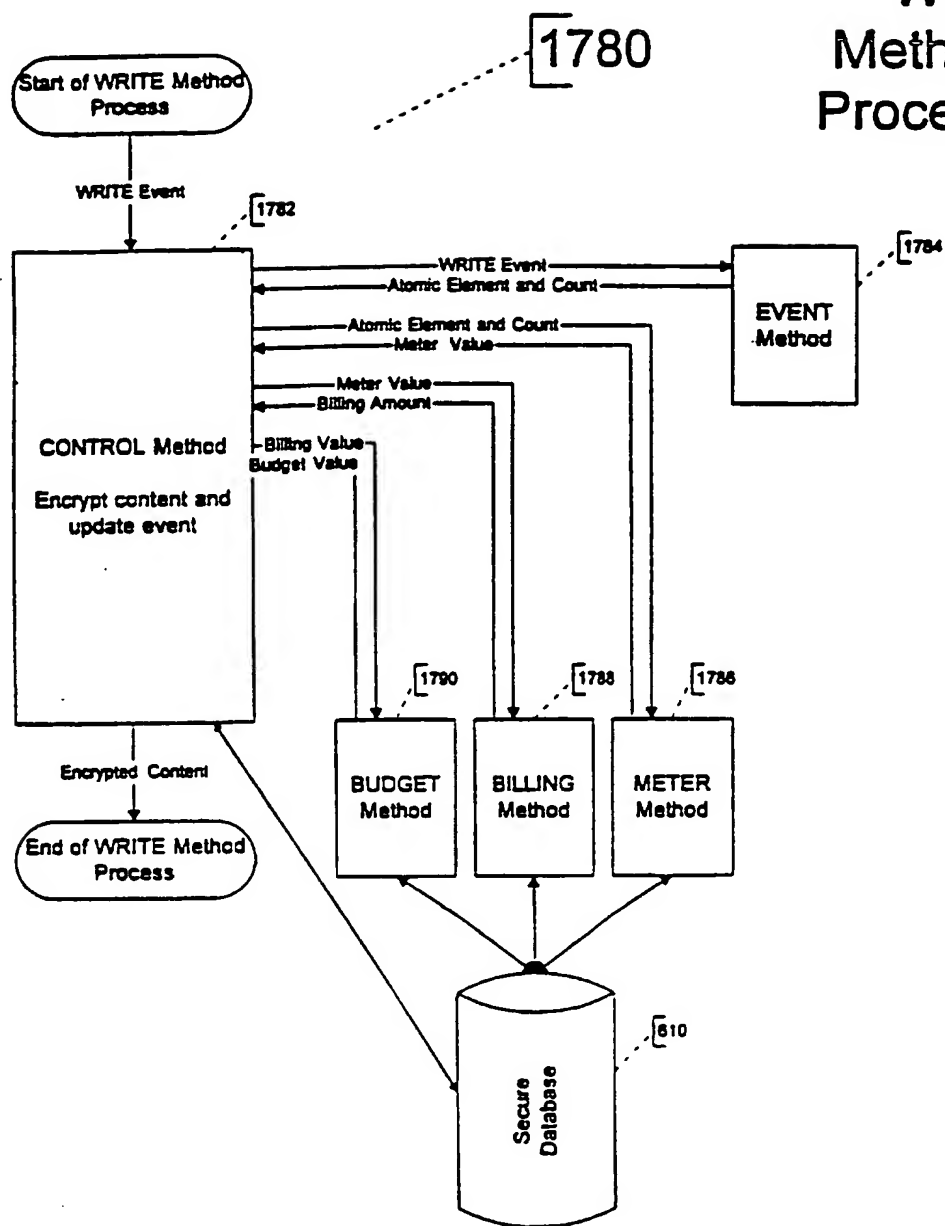 1780
Start of WRITE Method
Process
WRITE Event
1782
WRITE Event
Atomic Element and Count
1784
EVENT
Method
Atomic Element and Count
Meter Value
Meter Value
Billing Amount
Billing Value
Budget Value
CONTROL Method
Encrypt content and
update event
1790
1788
1786
BUDGET
Method
BILLING
Method
METER
Method
Encrypted Content
End of WRITE Method
Process
610
Secure
Database